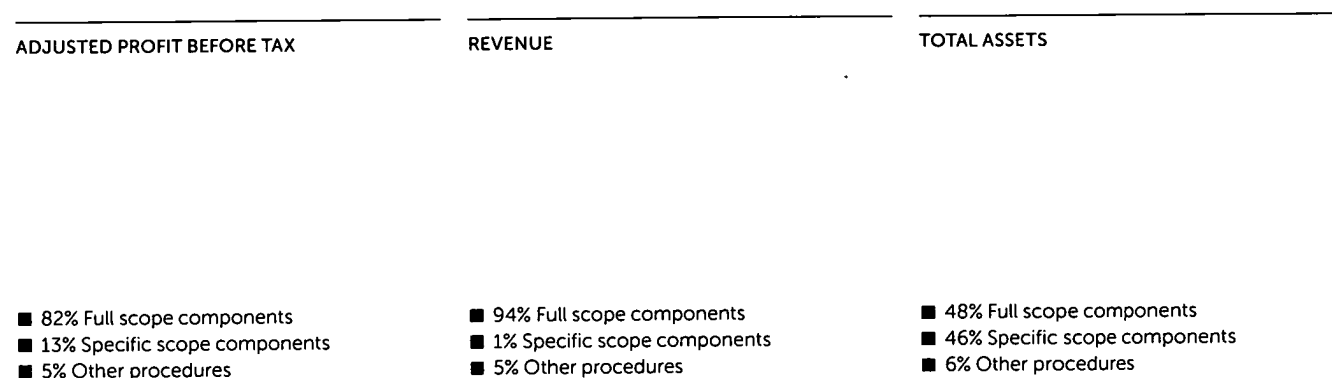 ADJUSTED PROFIT BEFORE TAX
82% Full scope components
13% Specific scope components
5% Other procedures
REVENUE
94% Full scope components
1% Specific scope components
5% Other procedures
TOTAL ASSETS
48% Full scope components
46% Specific scope components
6% Other procedures